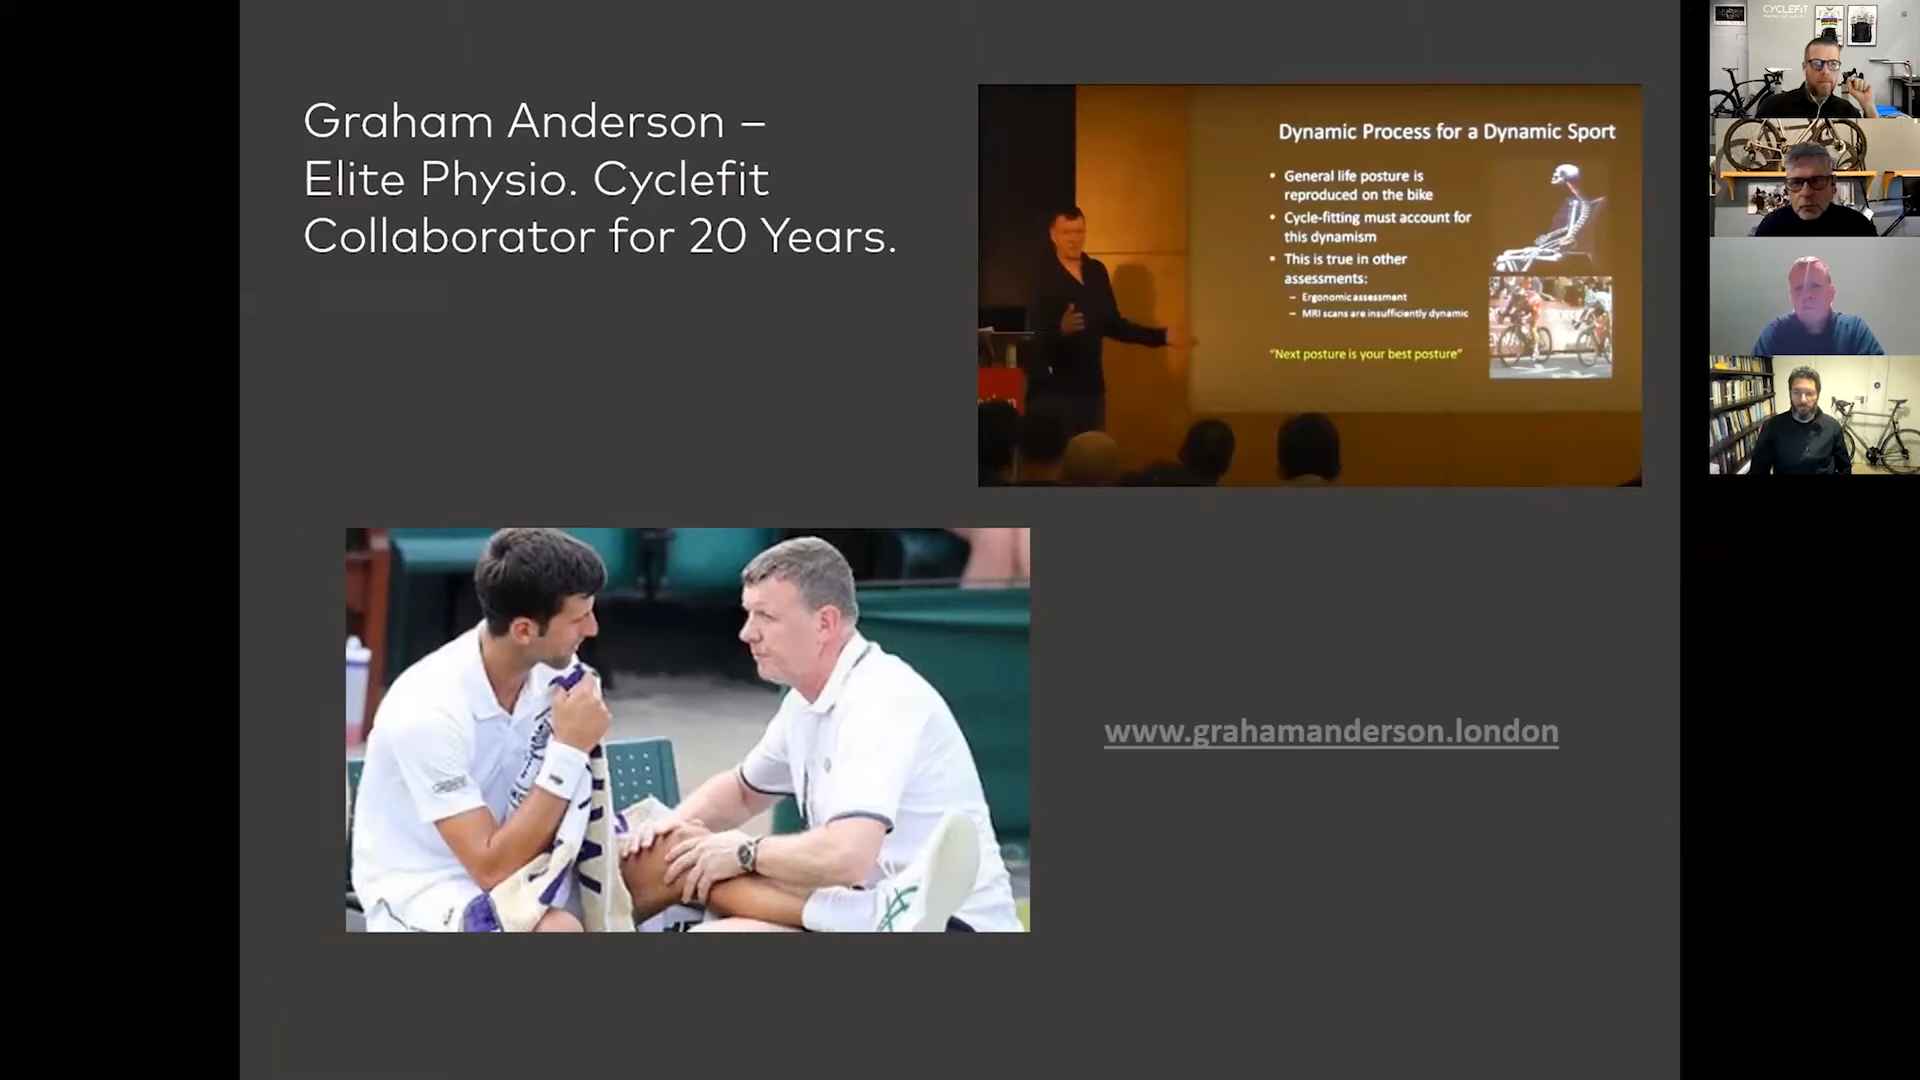 Graham Anderson –
Elite Physio. Cyclefit
Collaborator for 20 Years.
Dynamic Process for a Dynamic Sport
• General life posture is
reproduced on the bike
• Cycle-fitting must account for
this dynamism
• This is true in other
assessments:
– Ergonomic assessment
– MRI scans are insufficiently dynamic
"Next posture is your best posture"
www.grahamanderson.london
CYCLEFIT